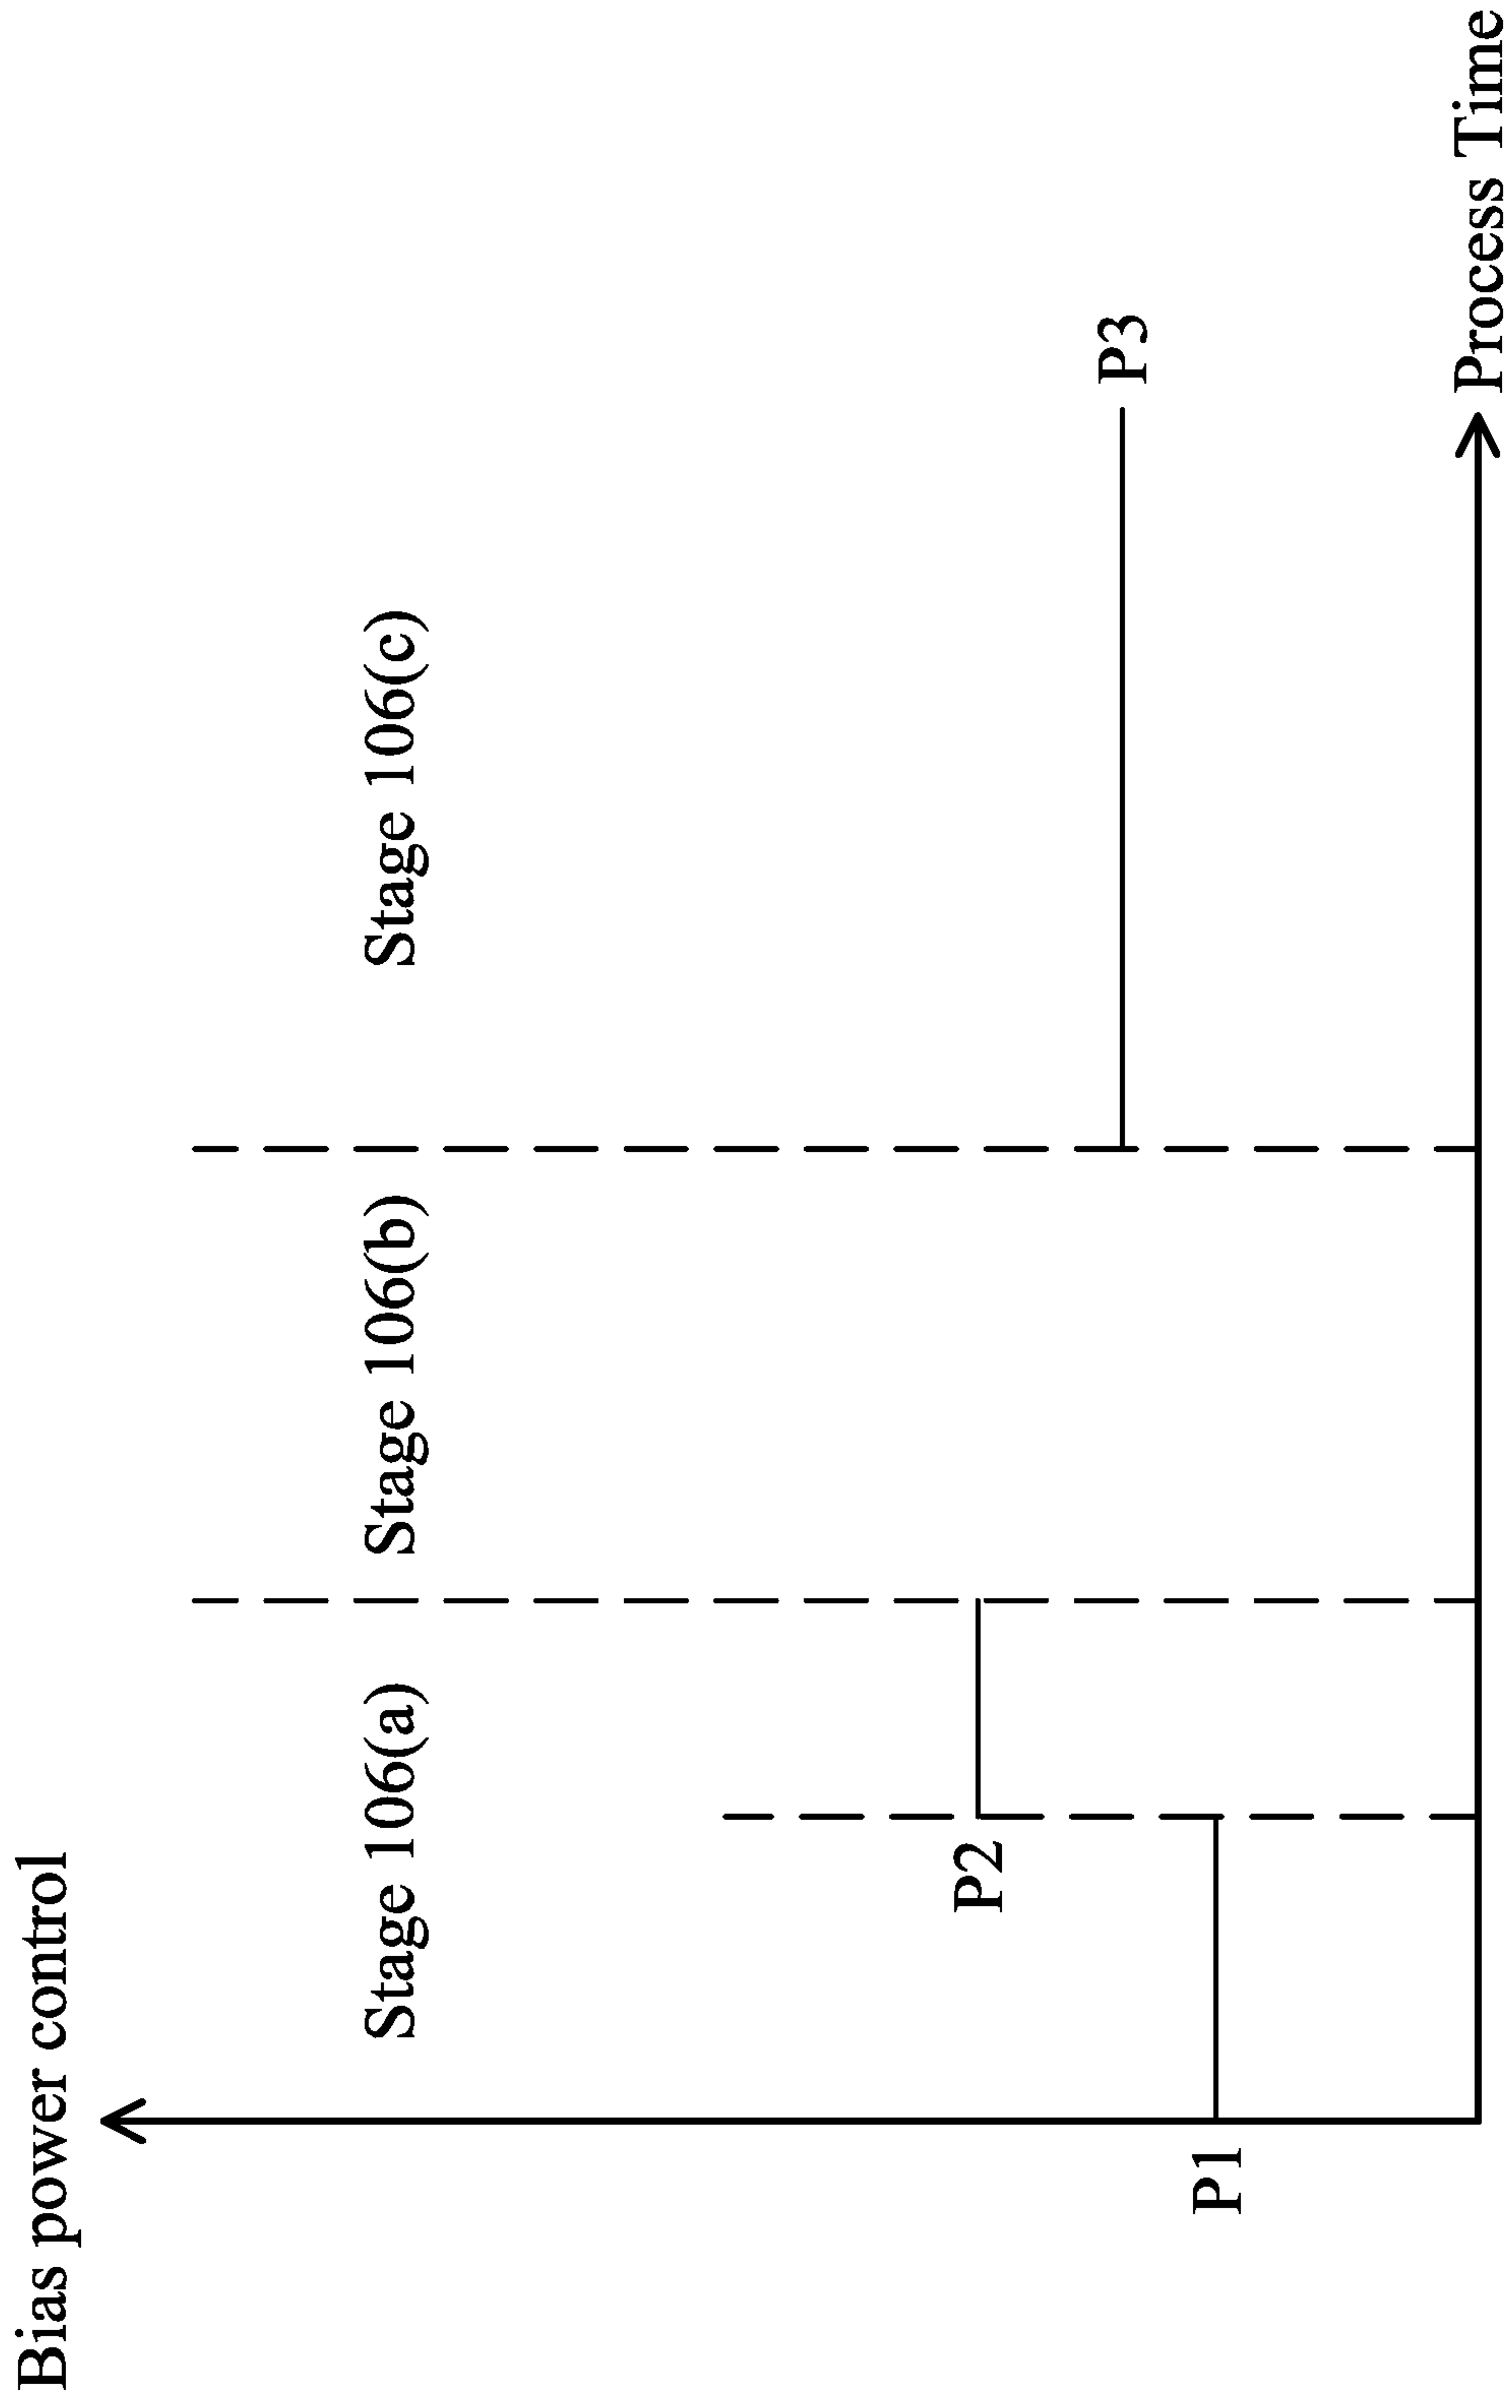 Bias power control
Stage 106(a)
Stage 106(b)
Stage 106(c)
P2
P3
P1
Process Time